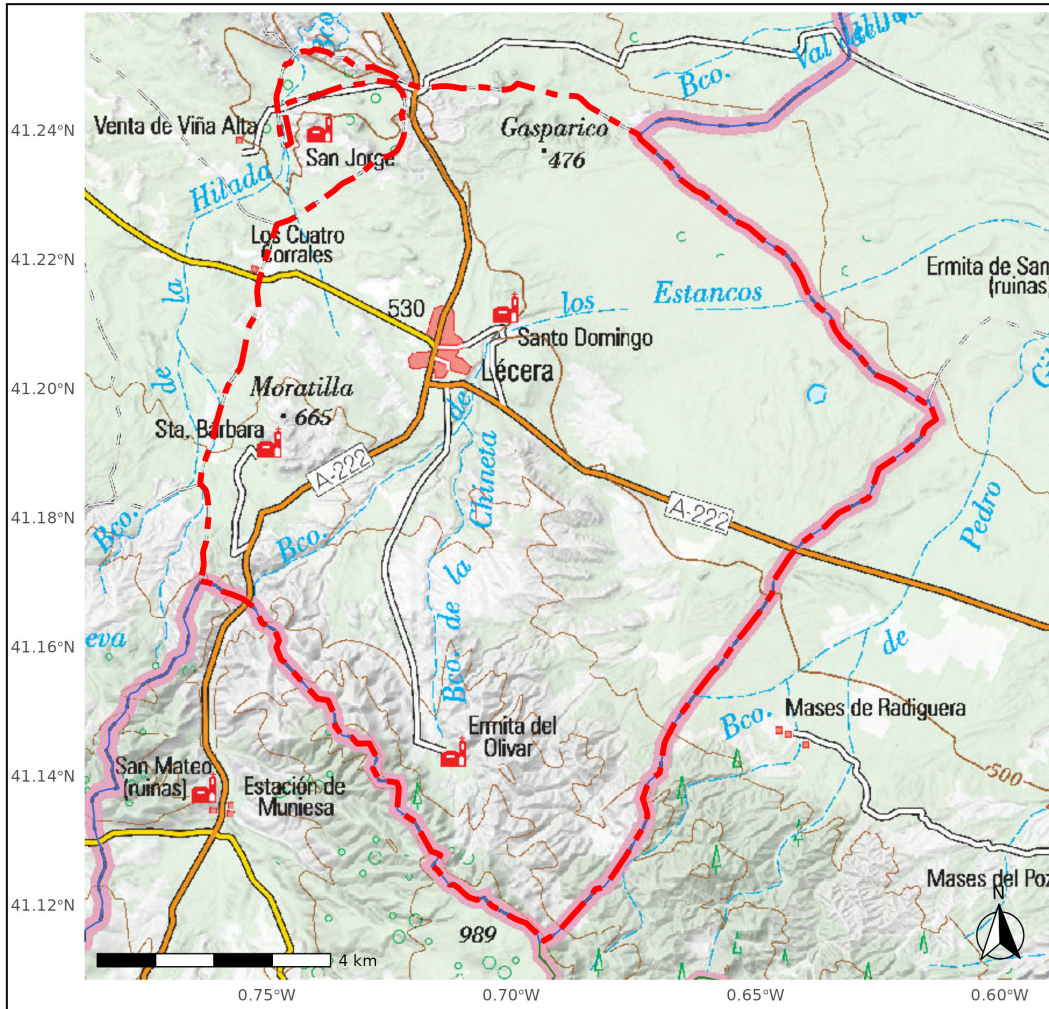 Bco.
Val
Bco.
41.24°N
Venta de Viña Alta
San Jorge
Gasparico
476
Hilada
41.22°N
Los Cuatro
Corrales
Ermita de San
(ruinas)
530
los
Estancos
Santo Domingo
41.20°N
Lécera
de
Moratilla
665
de la
Sta. Bárbara
A-222
Chineta
41.18°N
Bco.
Bco.
A-222
Pedro
41.16°N
eva
Bco. de la
de
Bco.
Mases de Radiguera
Ermita del
Olivar
41.14°N
San Mateo
(ruinas)
Estación de
Muniesa
500
Mases del Poz
41.12°N
989
N
4 km
0.75°W
0.70°W
0.65°W
0.60°W